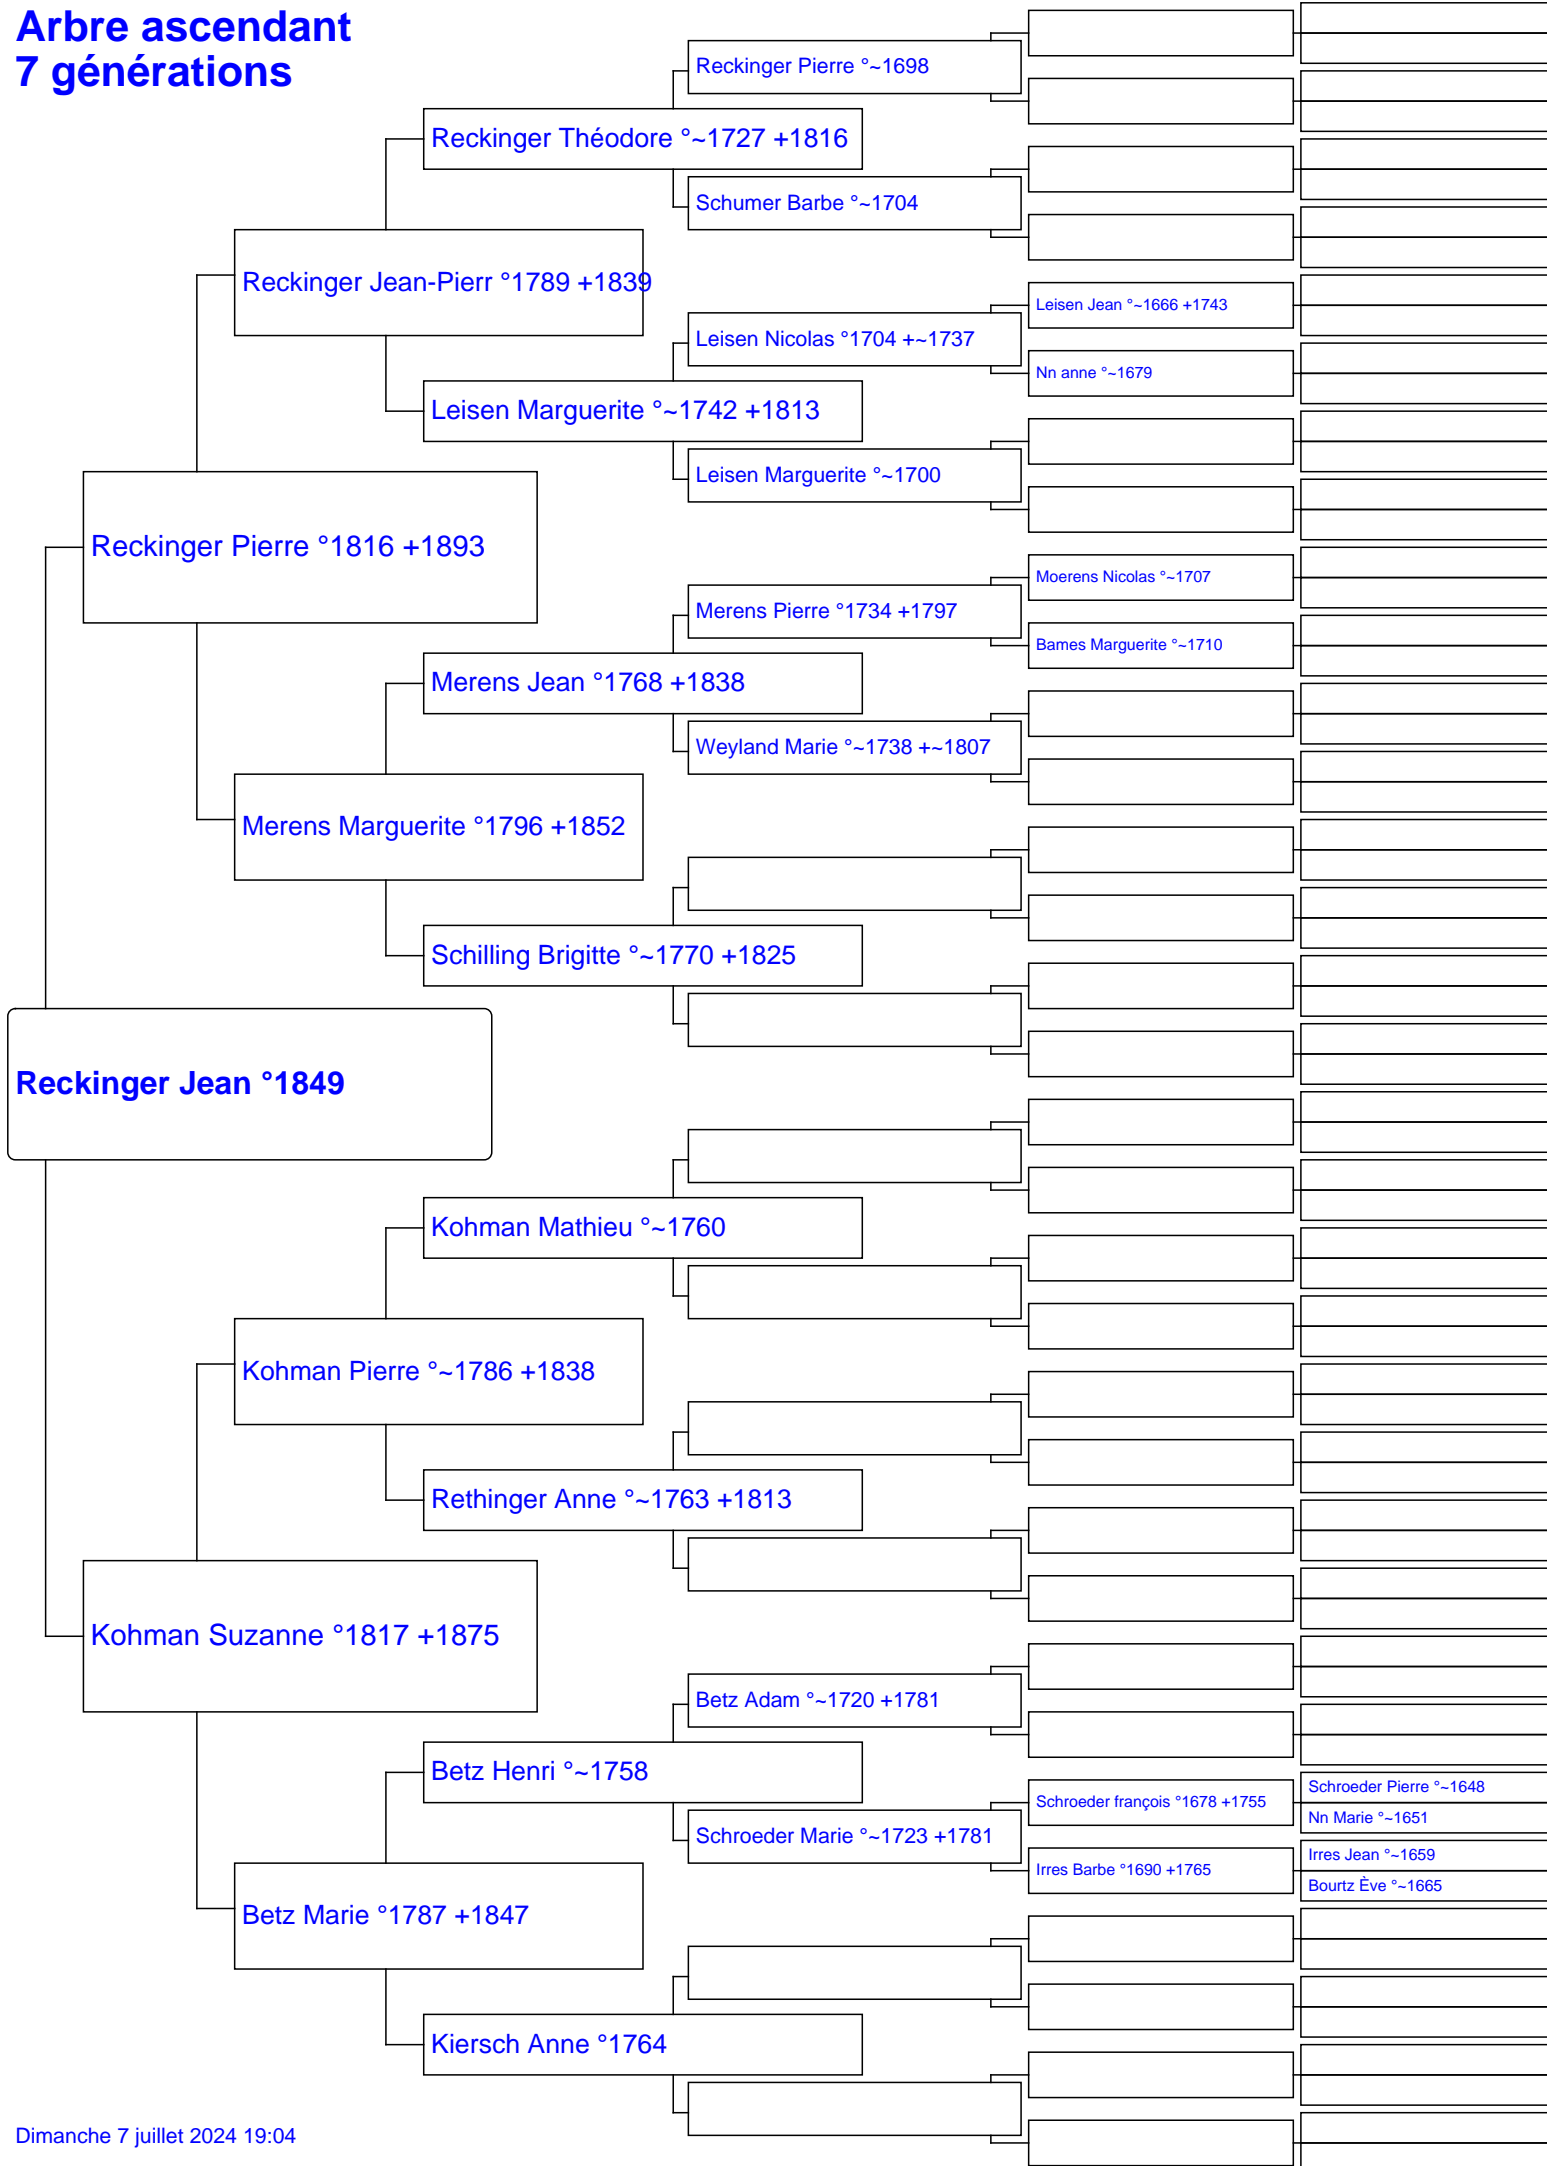 Arbre ascendant
7 générations
Reckinger Pierre °~1698
Reckinger Théodore °~1727 +1816
Schumer Barbe °~1704
Reckinger Jean-Pierr °1789 +1839
Leisen Jean °~1666 +1743
Leisen Nicolas °1704 +~1737
Nn anne °~1679
Leisen Marguerite °~1742 +1813
Leisen Marguerite °~1700
Reckinger Pierre °1816 +1893
Moerens Nicolas °~1707
Merens Pierre °1734 +1797
Bames Marguerite °~1710
Merens Jean °1768 +1838
Weyland Marie °~1738 +~1807
Merens Marguerite °1796 +1852
Schilling Brigitte °~1770 +1825
Reckinger Jean °1849
Kohman Mathieu °~1760
Kohman Pierre °~1786 +1838
Rethinger Anne °~1763 +1813
Kohman Suzanne °1817 +1875
Betz Adam °~1720 +1781
Betz Henri °~1758
Schroeder Pierre °~1648
Schroeder françois °1678 +1755
Nn Marie °~1651
Schroeder Marie °~1723 +1781
Irres Jean °~1659
Irres Barbe °1690 +1765
Bourtz Ève °~1665
Betz Marie °1787 +1847
Kiersch Anne °1764
Dimanche 7 juillet 2024 19:04